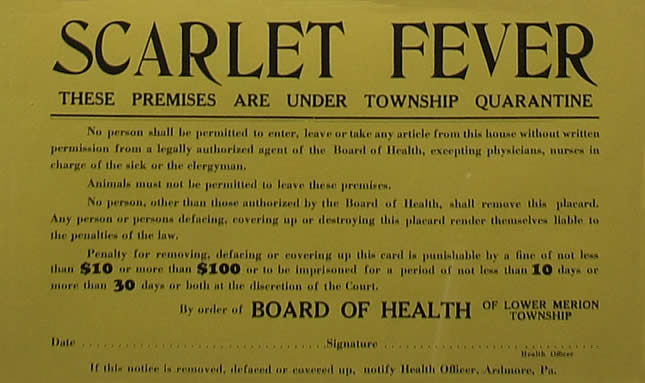 SCARLET FEVER
THESE PREMISES ARE UNDER TOWNSHIP QUARANTINE
No person shall be permitted to enter, leave or take any article from this house without written
permission from a legally authorized agent of the Board of Health, excepting physicians, nurses in
charge of the sick or the clergyman.
Animals must not be permitted to leave these premises.
No person, other than those authorized by the Board of Health, shall remove this placard.
Any person or persons defacing, covering up or destroying this placard render themselves liable to
the penalties of the law.
Penalty for removing, defacing or covering up this card is punishable by a fine of not less
than $10 or more than $100 or to be imprisoned for a period of not less than 10 days or
more than 30 days or both at the discretion of the Court.
By order of BOARD OF HEALTH OF LOWER MERION
TOWNSHIP
Date ........................................ Signature ........................................
Health Officer
If this notice is removed, defaced or covered up, notify Health Officer, Ardmore, Pa.